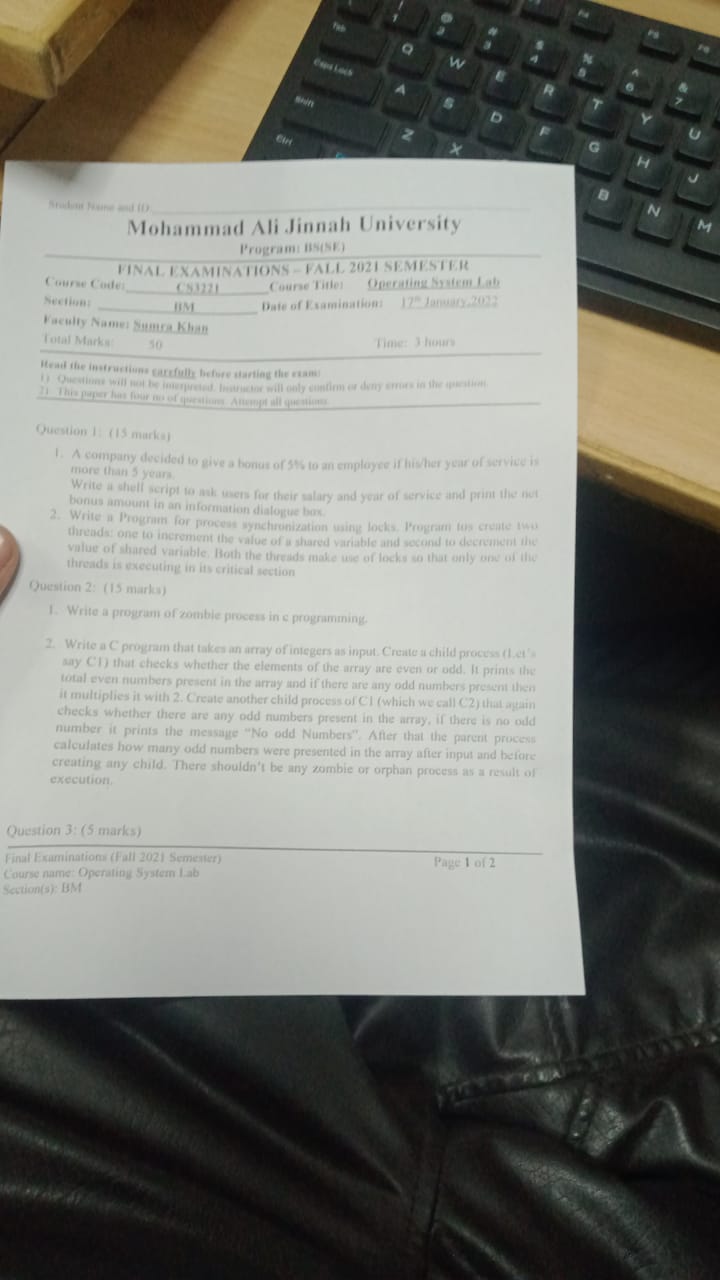 Tab
Caps Lock
Shift
Ctrl
! 1
@ 2
# 3
$ 4
% 5
^ 6
& 7
Q W E R T Y U
A S D F G H J
Z X B N M
Student Name and ID:
Mohammad Ali Jinnah University
Program: BS(SE)
FINAL EXAMINATIONS – FALL 2021 SEMESTER
Course Code: CS3221 Course Title: Operating System Lab
Section: BM Date of Examination: 17th January,2022
Faculty Name: Sumra Khan
Total Marks: 50 Time: 3 hours
Read the instructions carefully before starting the exam:
1) Questions will not be interpreted. Instructor will only confirm or deny errors in the question.
2) This paper has four no of questions. Attempt all questions
Question 1: (15 marks)
1. A company decided to give a bonus of 5% to an employee if his/her year of service is
more than 5 years.
Write a shell script to ask users for their salary and year of service and print the net
bonus amount in an information dialogue box.
2. Write a Program for process synchronization using locks. Program tos create two
threads: one to increment the value of a shared variable and second to decrement the
value of shared variable. Both the threads make use of locks so that only one of the
threads is executing in its critical section
Question 2: (15 marks)
1. Write a program of zombie process in c programming.
2. Write a C program that takes an array of integers as input. Create a child process (Let's
say C1) that checks whether the elements of the array are even or odd. It prints the
total even numbers present in the array and if there are any odd numbers present then
it multiplies it with 2. Create another child process of C1 (which we call C2) that again
checks whether there are any odd numbers present in the array, if there is no odd
number it prints the message "No odd Numbers". After that the parent process
calculates how many odd numbers were presented in the array after input and before
creating any child. There shouldn't be any zombie or orphan process as a result of
execution.
Question 3: (5 marks)
Final Examinations (Fall 2021 Semester) Page 1 of 2
Course name: Operating System Lab
Section(s): BM